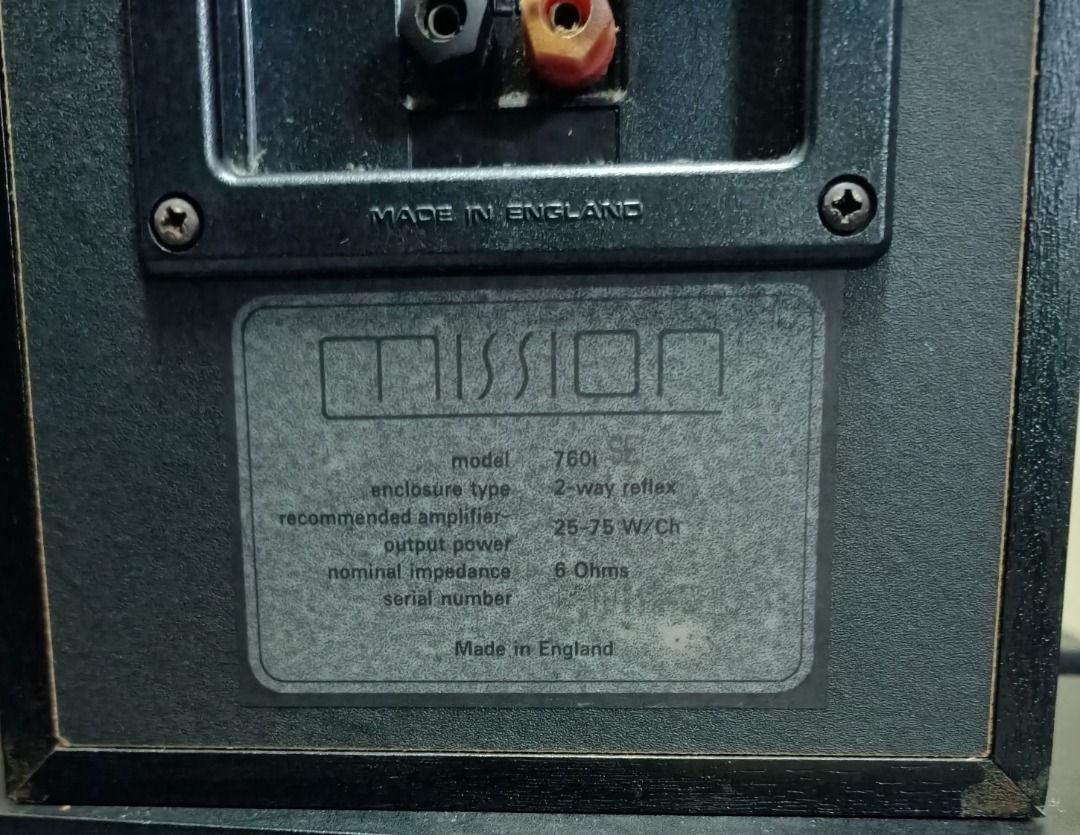 MADE IN ENGLAND
mission
model 760i SE
enclosure type 2-way reflex
recommended amplifier-
output power 25-75 W/Ch
nominal impedance 6 Ohms
serial number
Made in England